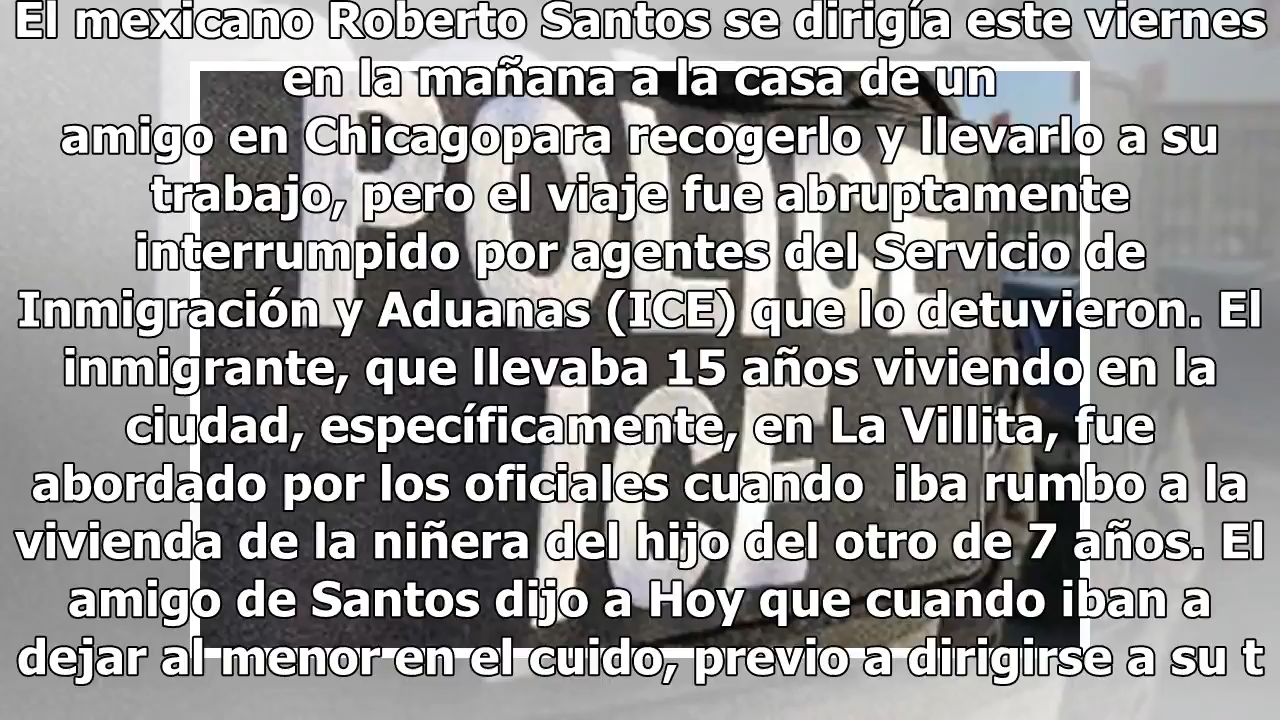 El mexicano Roberto Santos se dirigía este viernes
en la mañana a la casa de un
amigo en Chicagopara recogerlo y llevarlo a su
trabajo, pero el viaje fue abruptamente
interrumpido por agentes del Servicio de
Inmigración y Aduanas (ICE) que lo detuvieron. El
inmigrante, que llevaba 15 años viviendo en la
ciudad, específicamente, en La Villita, fue
abordado por los oficiales cuando  iba rumbo a la
vivienda de la niñera del hijo del otro de 7 años. El
amigo de Santos dijo a Hoy que cuando iban a
dejar al menor en el cuido, previo a dirigirse a su t
POLICE
ICE